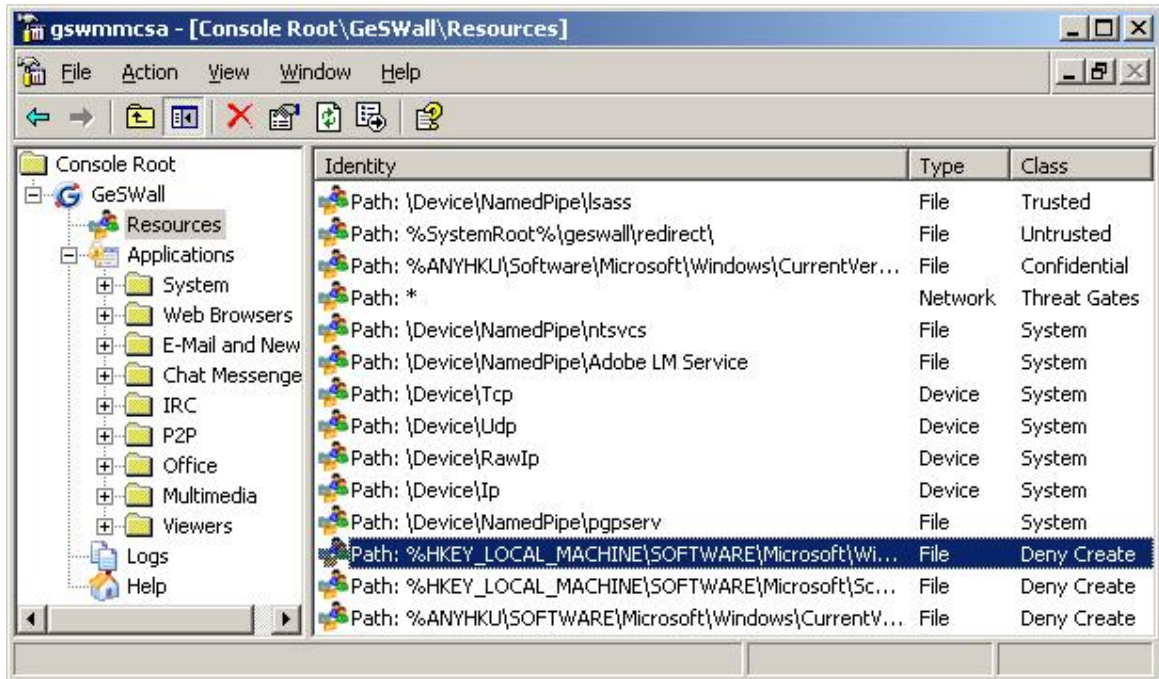 gswmmcsa - [Console Root\GeSWall\Resources]
File Action View Window Help
Console Root
GeSWall
Resources
Applications
System
Web Browsers
E-Mail and New
Chat Messenge
IRC
P2P
Office
Multimedia
Viewers
Logs
Help
Identity Type Class
Path: \Device\NamedPipe\lsass File Trusted
Path: %SystemRoot%\geswall\redirect\ File Untrusted
Path: %ANYHKU\Software\Microsoft\Windows\CurrentVer... File Confidential
Path: * Network Threat Gates
Path: \Device\NamedPipe\ntsvcs File System
Path: \Device\NamedPipe\Adobe LM Service File System
Path: \Device\Tcp Device System
Path: \Device\Udp Device System
Path: \Device\RawIp Device System
Path: \Device\Ip Device System
Path: \Device\NamedPipe\pgpserv File System
Path: %HKEY_LOCAL_MACHINE\SOFTWARE\Microsoft\Wi... File Deny Create
Path: %HKEY_LOCAL_MACHINE\SOFTWARE\Microsoft\Sc... File Deny Create
Path: %ANYHKU\SOFTWARE\Microsoft\Windows\CurrentV... File Deny Create